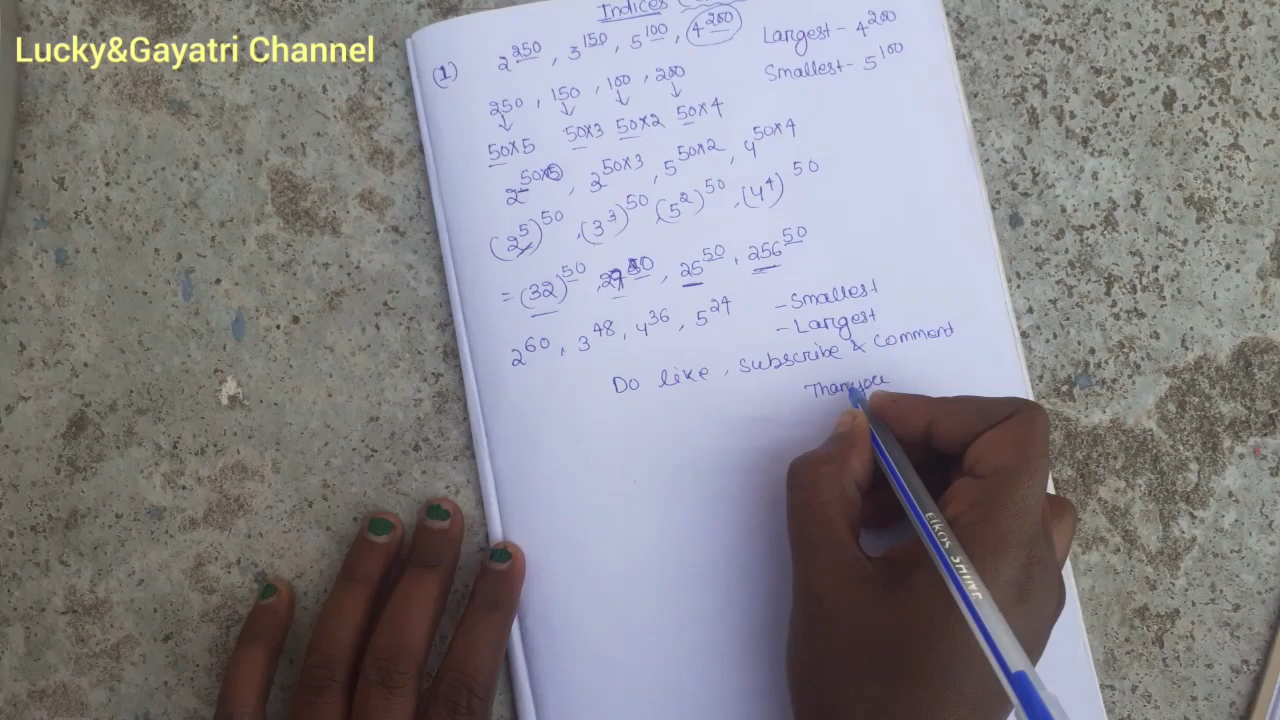 Lucky&Gayatri Channel
Indices
(1) 2^250, 3^150, 5^100, 4^200
Largest - 4^200
Smallest - 5^100
250, 150, 100, 200
↓ ↓ ↓ ↓
50×5 50×3 50×2 50×4
2^50×5, 2^50×3, 5^50×2, 4^50×4
(2^5)^50, (3^3)^50 (5^2)^50, (4^4)^50
= (32)^50, 27^50, 25^50, 256^50
2^60, 3^48, 4^36, 5^24
- Smallest
- Largest
Do like, subscribe & comment
Thanyou
Elkos SHINE